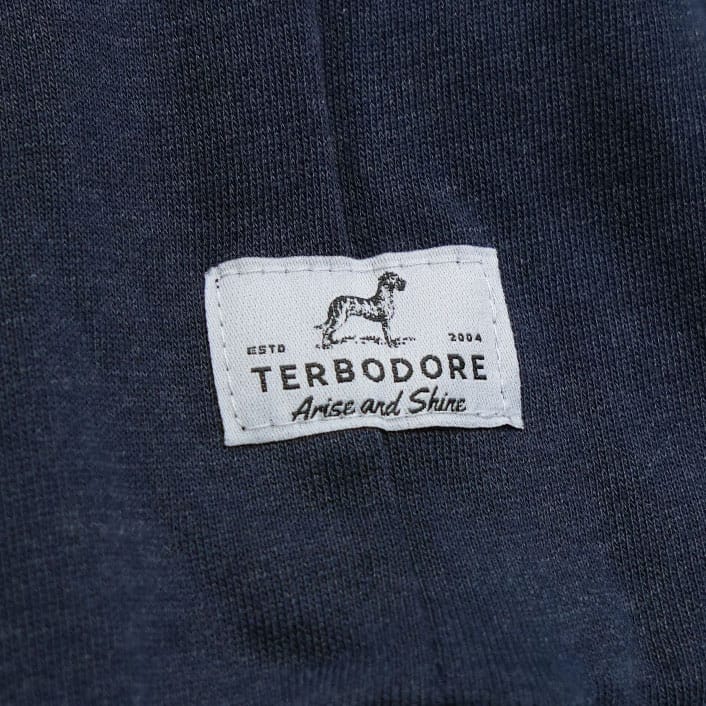 ESTD 2004
TERBODORE
Arise and Shine